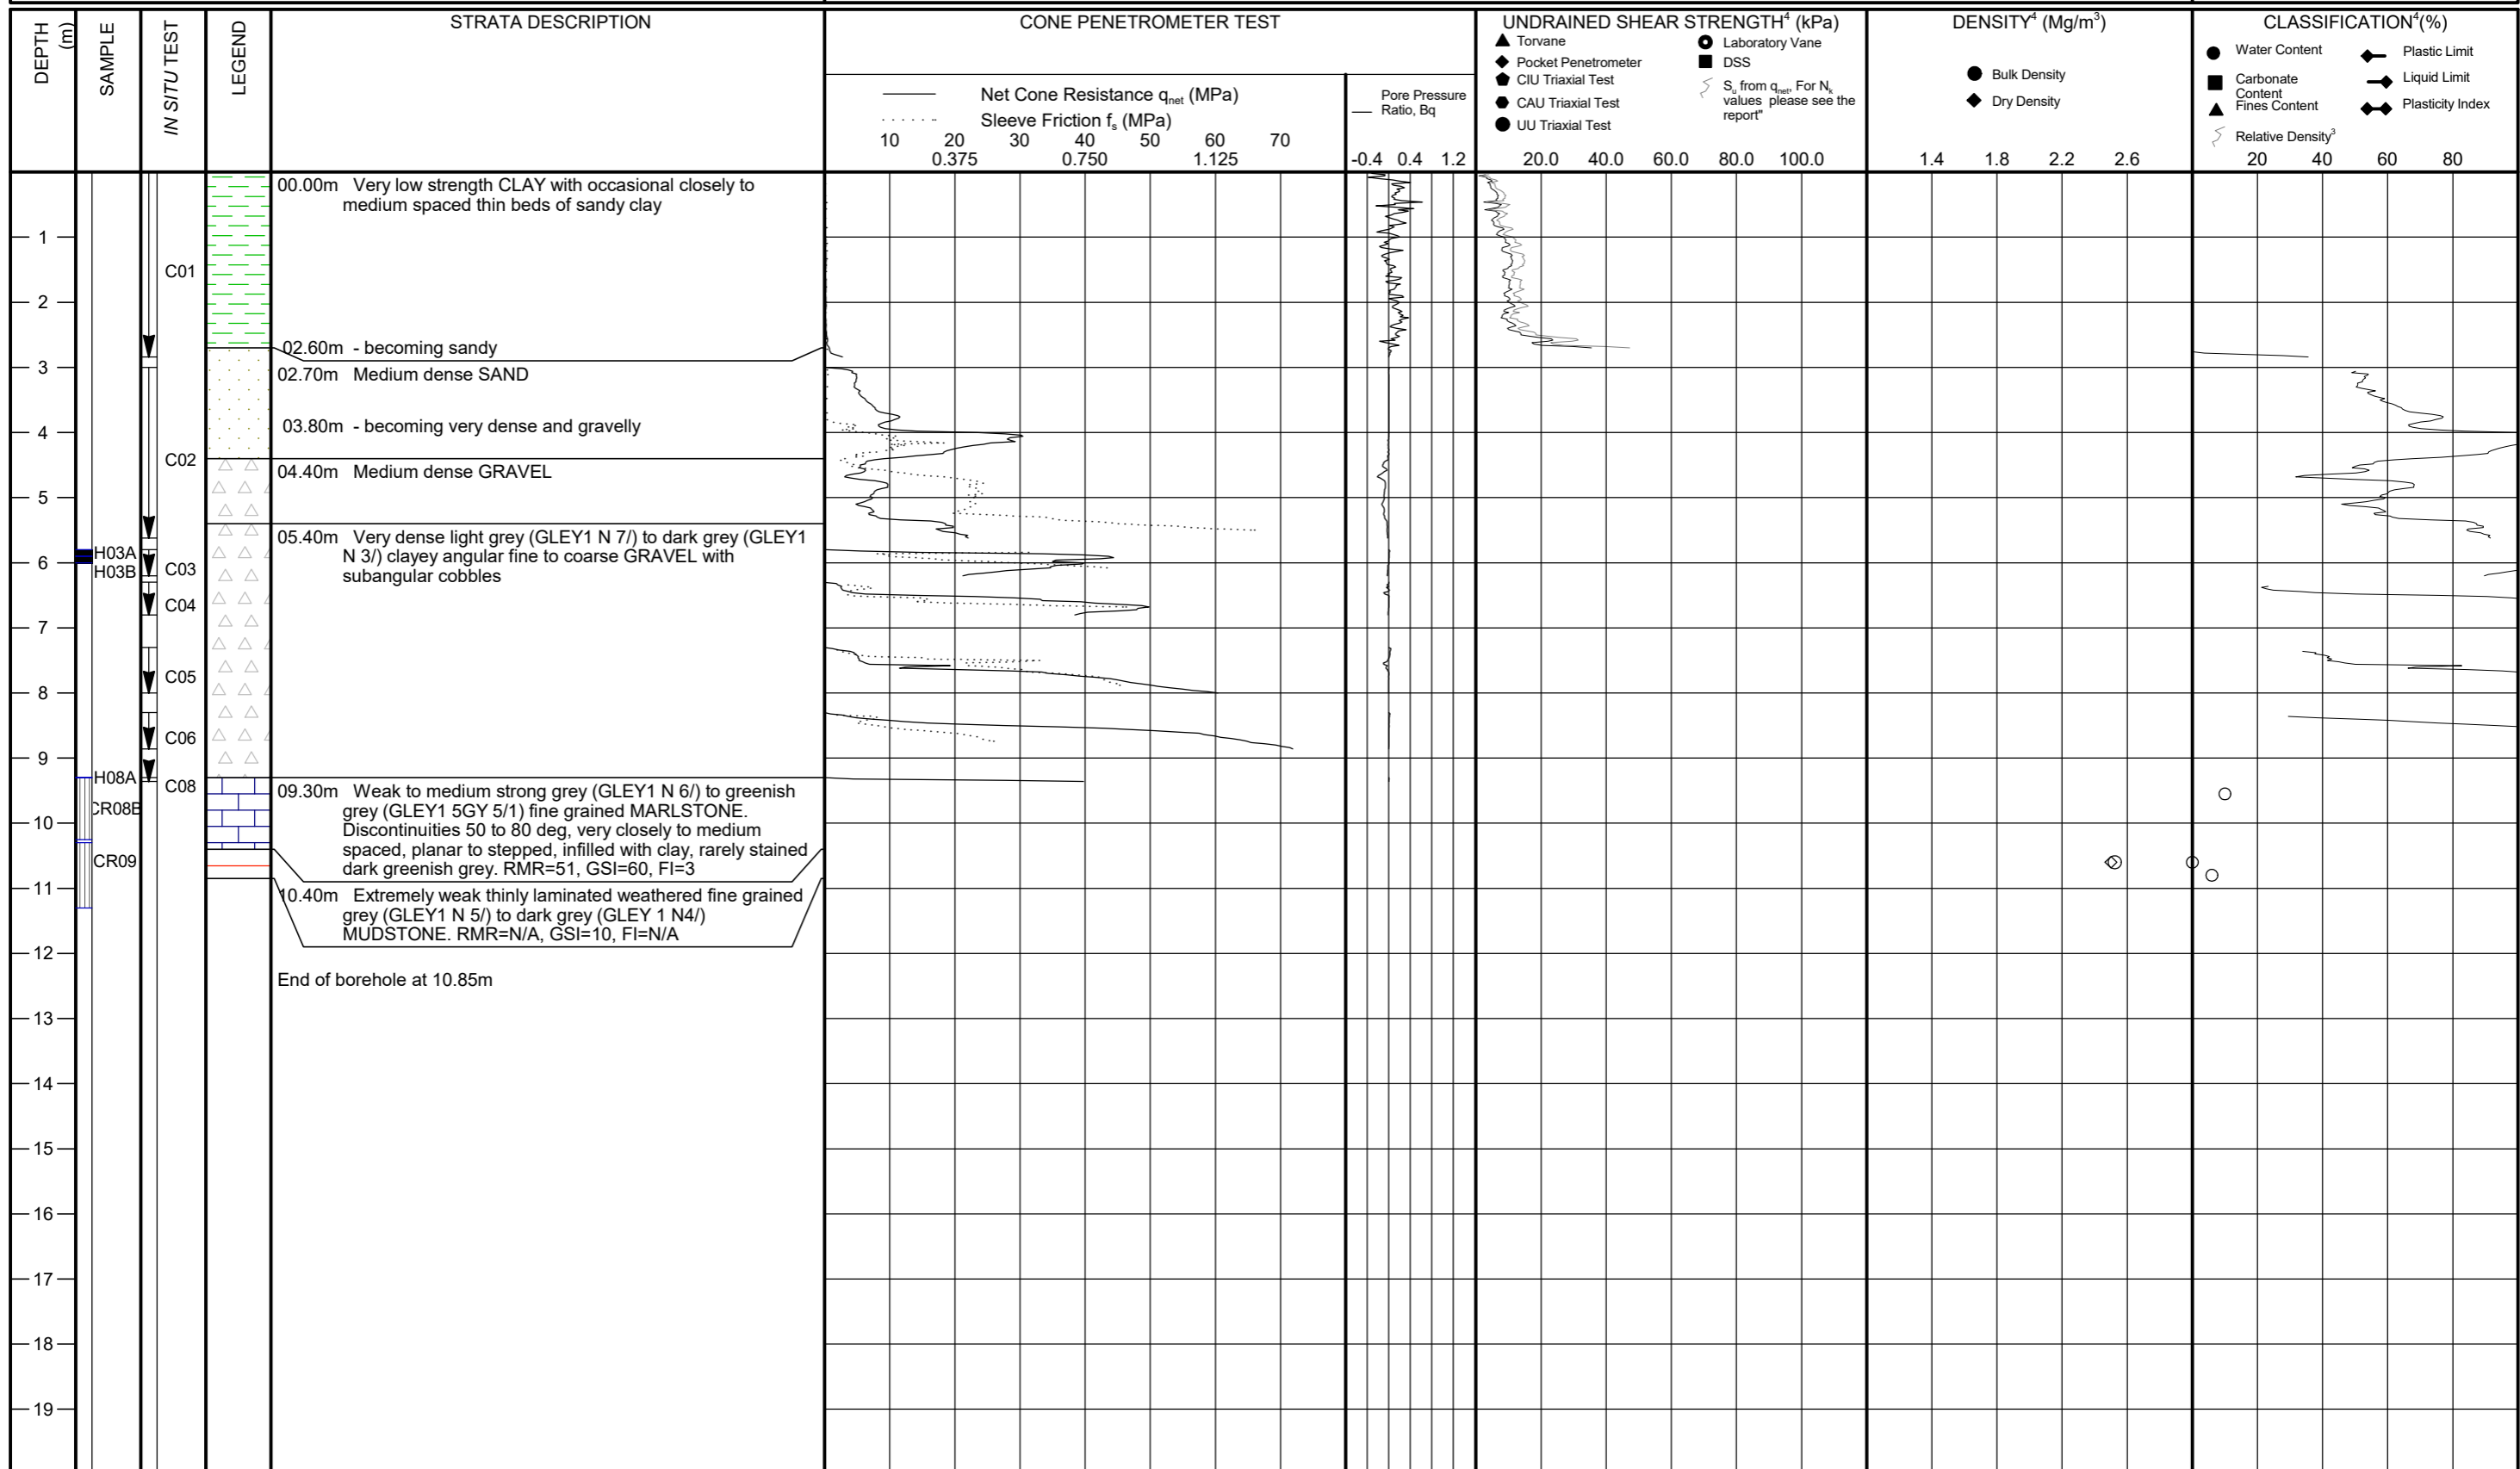 DEPTH (m)
SAMPLE
IN SITU TEST
LEGEND
STRATA DESCRIPTION
CONE PENETROMETER TEST
Net Cone Resistance qnet (MPa)
Sleeve Friction fs (MPa)
10 20 30 40 50 60 70
0.375 0.750 1.125
Pore Pressure
Ratio, Bq
-0.4 0.4 1.2
UNDRAINED SHEAR STRENGTH⁴ (kPa)
Torvane
Pocket Penetrometer
CIU Triaxial Test
CAU Triaxial Test
UU Triaxial Test
Laboratory Vane
DSS
Su from qnet, For Nk
values please see the
report"
20.0 40.0 60.0 80.0 100.0
DENSITY⁴ (Mg/m³)
Bulk Density
Dry Density
1.4 1.8 2.2 2.6
CLASSIFICATION⁴(%)
Water Content
Carbonate
Content
Fines Content
Relative Density³
Plastic Limit
Liquid Limit
Plasticity Index
20 40 60 80
00.00m Very low strength CLAY with occasional closely to
medium spaced thin beds of sandy clay
02.60m - becoming sandy
02.70m Medium dense SAND
03.80m - becoming very dense and gravelly
04.40m Medium dense GRAVEL
05.40m Very dense light grey (GLEY1 N 7/) to dark grey (GLEY1
N 3/) clayey angular fine to coarse GRAVEL with
subangular cobbles
09.30m Weak to medium strong grey (GLEY1 N 6/) to greenish
grey (GLEY1 5GY 5/1) fine grained MARLSTONE.
Discontinuities 50 to 80 deg, very closely to medium
spaced, planar to stepped, infilled with clay, rarely stained
dark greenish grey. RMR=51, GSI=60, FI=3
10.40m Extremely weak thinly laminated weathered fine grained
grey (GLEY1 N 5/) to dark grey (GLEY 1 N4/)
MUDSTONE. RMR=N/A, GSI=10, FI=N/A
End of borehole at 10.85m
1
2
3
4
5
6
7
8
9
10
11
12
13
14
15
16
17
18
19
H03A
H03B
H08A
CR08B
CR09
C01
C02
C03
C04
C05
C06
C08